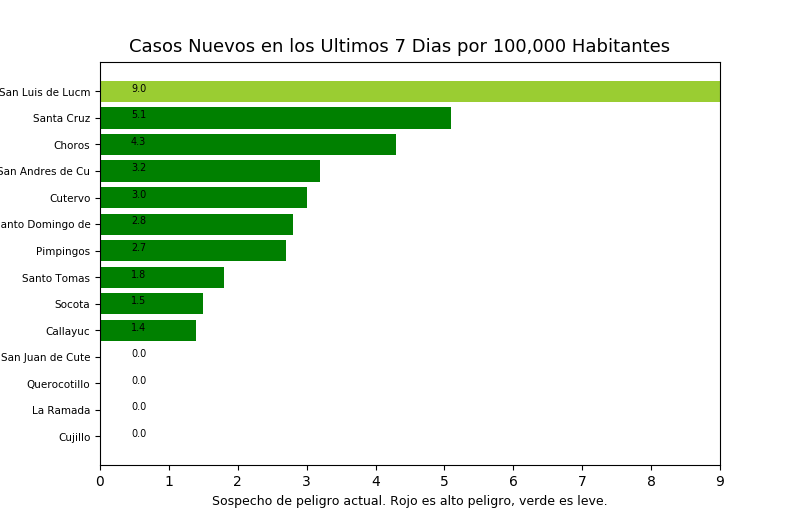 Casos Nuevos en los Ultimos 7 Dias por 100,000 Habitantes
San Luis de Lucm 9.0
Santa Cruz 5.1
Choros 4.3
San Andres de Cu 3.2
Cutervo 3.0
anto Domingo de 2.8
Pimpingos 2.7
Santo Tomas 1.8
Socota 1.5
Callayuc 1.4
San Juan de Cute 0.0
Querocotillo 0.0
La Ramada 0.0
Cujillo 0.0
0 1 2 3 4 5 6 7 8 9
Sospecho de peligro actual. Rojo es alto peligro, verde es leve.